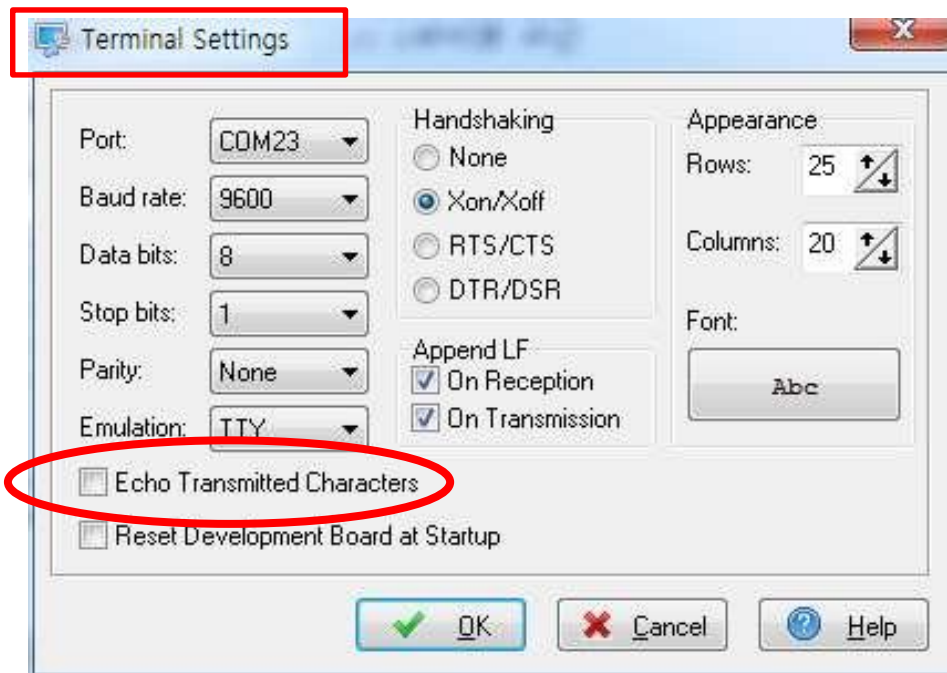 Terminal Settings
Port: COM23
Baud rate: 9600
Data bits: 8
Stop bits: 1
Parity: None
Emulation: TTY
Handshaking
None
Xon/Xoff
RTS/CTS
DTR/DSR
Append LF
On Reception
On Transmission
Appearance
Rows: 25
Columns: 20
Font:
Abc
Echo Transmitted Characters
Reset Development Board at Startup
OK
Cancel
Help